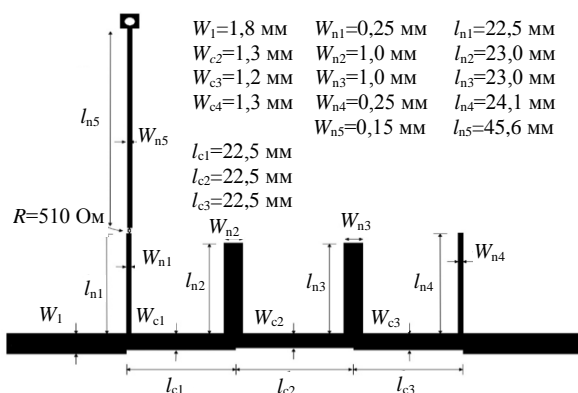 W₁=1,8 мм Wn1=0,25 мм ln1=22,5 мм
Wc2=1,3 мм Wn2=1,0 мм ln2=23,0 мм
Wc3=1,2 мм Wn3=1,0 мм ln3=23,0 мм
Wc4=1,3 мм Wn4=0,25 мм ln4=24,1 мм
Wn5=0,15 мм ln5=45,6 мм
ln5
Wn5
lc1=22,5 мм
lc2=22,5 мм
lc3=22,5 мм
R=510 Ом
Wn2
Wn3
Wn1
Wn4
ln1
ln2
ln3
ln4
W₁
Wc1
Wc2
Wc3
lc1
lc2
lc3